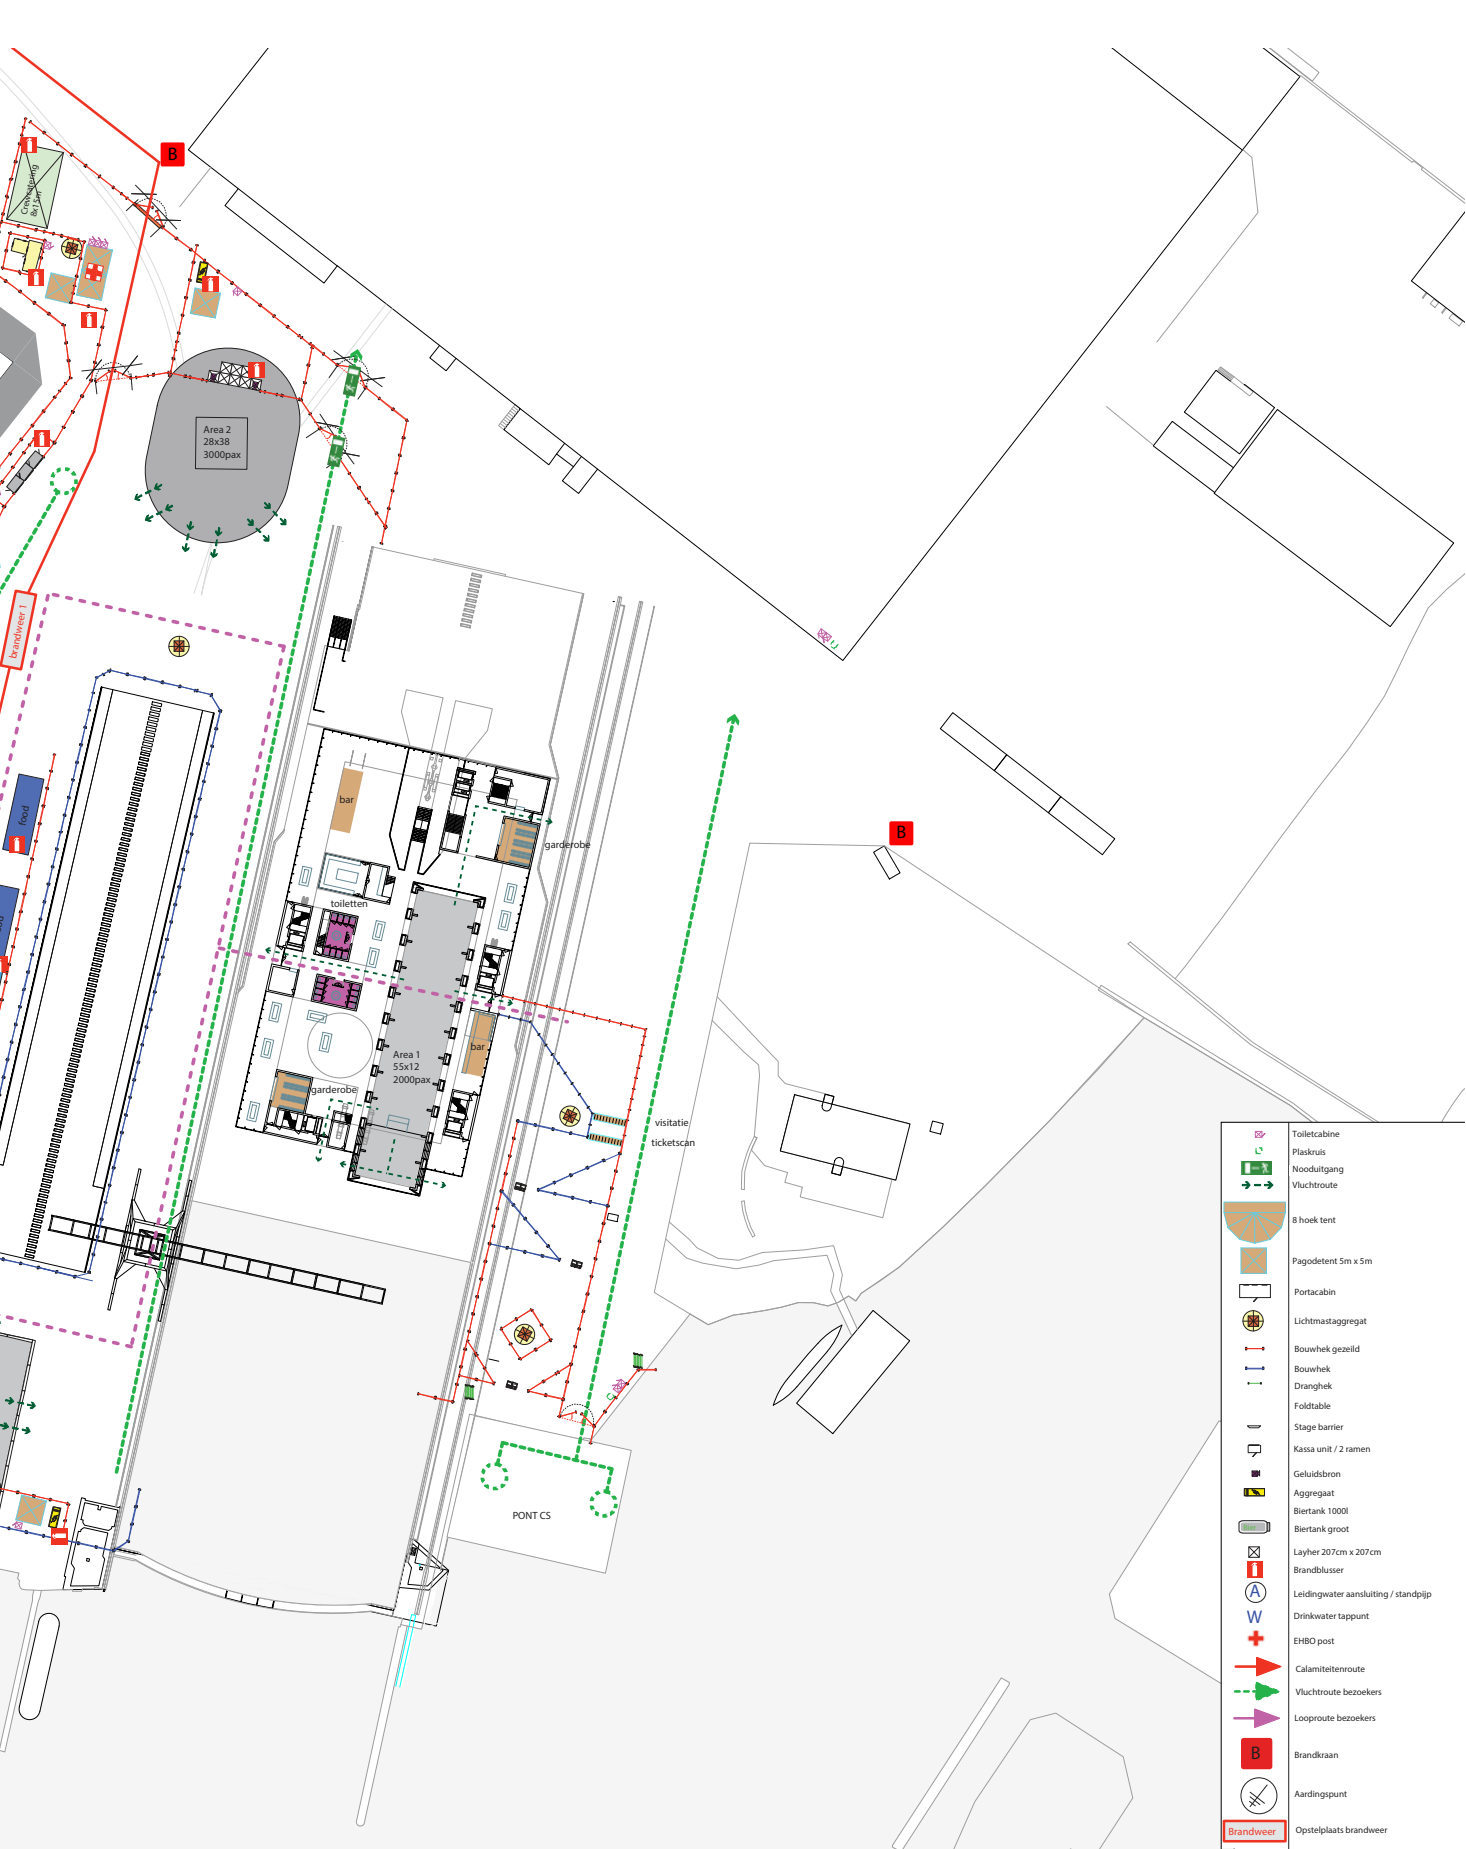 B
Crewcatering
8x15m
Area 2
28x38
3000pax
brandweer 1
food
bar
garderobe
toiletten
B
Area 1
55x12
2000pax
bar
garderobe
visitatie
ticketscan
PONT CS
Toiletcabine
Plaskruis
Nooduitgang
Vluchtroute
8 hoek tent
Pagodetent 5m x 5m
Portacabin
Lichtmastaggregat
Bouwhek gezeild
Bouwhek
Dranghek
Foldtable
Stage barrier
Kassa unit / 2 ramen
Geluidsbron
Aggregaat
Biertank 1000l
Biertank groot
Layher 207cm x 207cm
Brandblusser
A Leidingwater aansluiting / standpijp
W Drinkwater tappunt
EHBO post
Calamiteitenroute
Vluchtroute bezoekers
Looproute bezoekers
B Brandkraan
Aardingspunt
Brandweer Opstelplaats brandweer